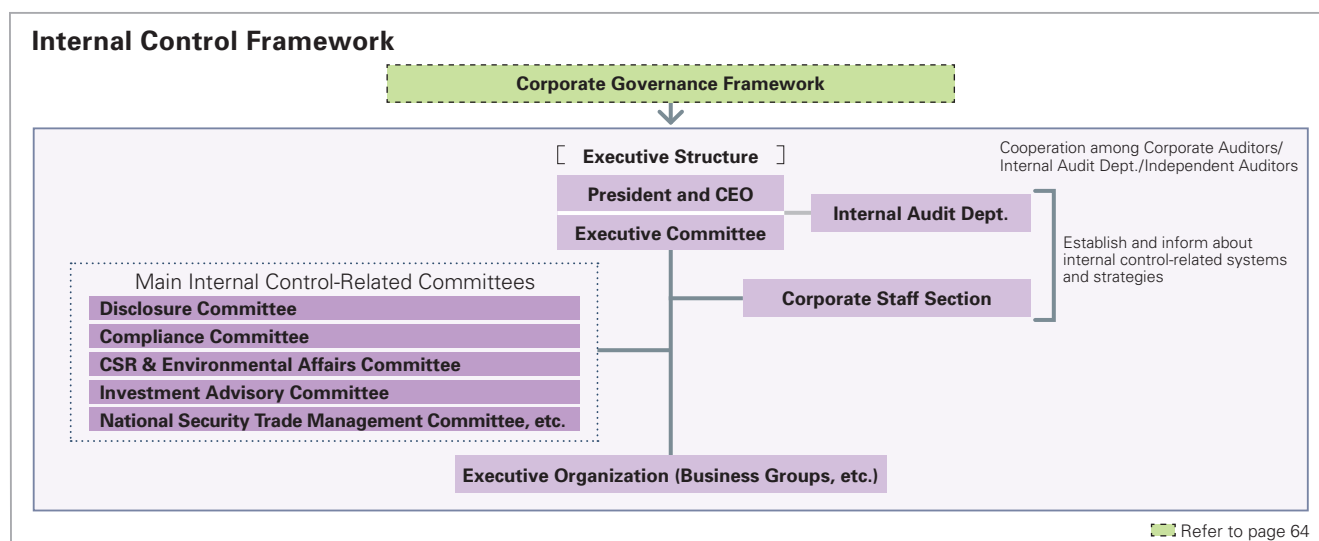 Internal Control Framework
Corporate Governance Framework
[ Executive Structure ]
President and CEO
Executive Committee
Internal Audit Dept.
Cooperation among Corporate Auditors/
Internal Audit Dept./Independent Auditors
Establish and inform about
internal control-related systems
and strategies
Corporate Staff Section
Main Internal Control-Related Committees
Disclosure Committee
Compliance Committee
CSR & Environmental Affairs Committee
Investment Advisory Committee
National Security Trade Management Committee, etc.
Executive Organization (Business Groups, etc.)
Refer to page 64